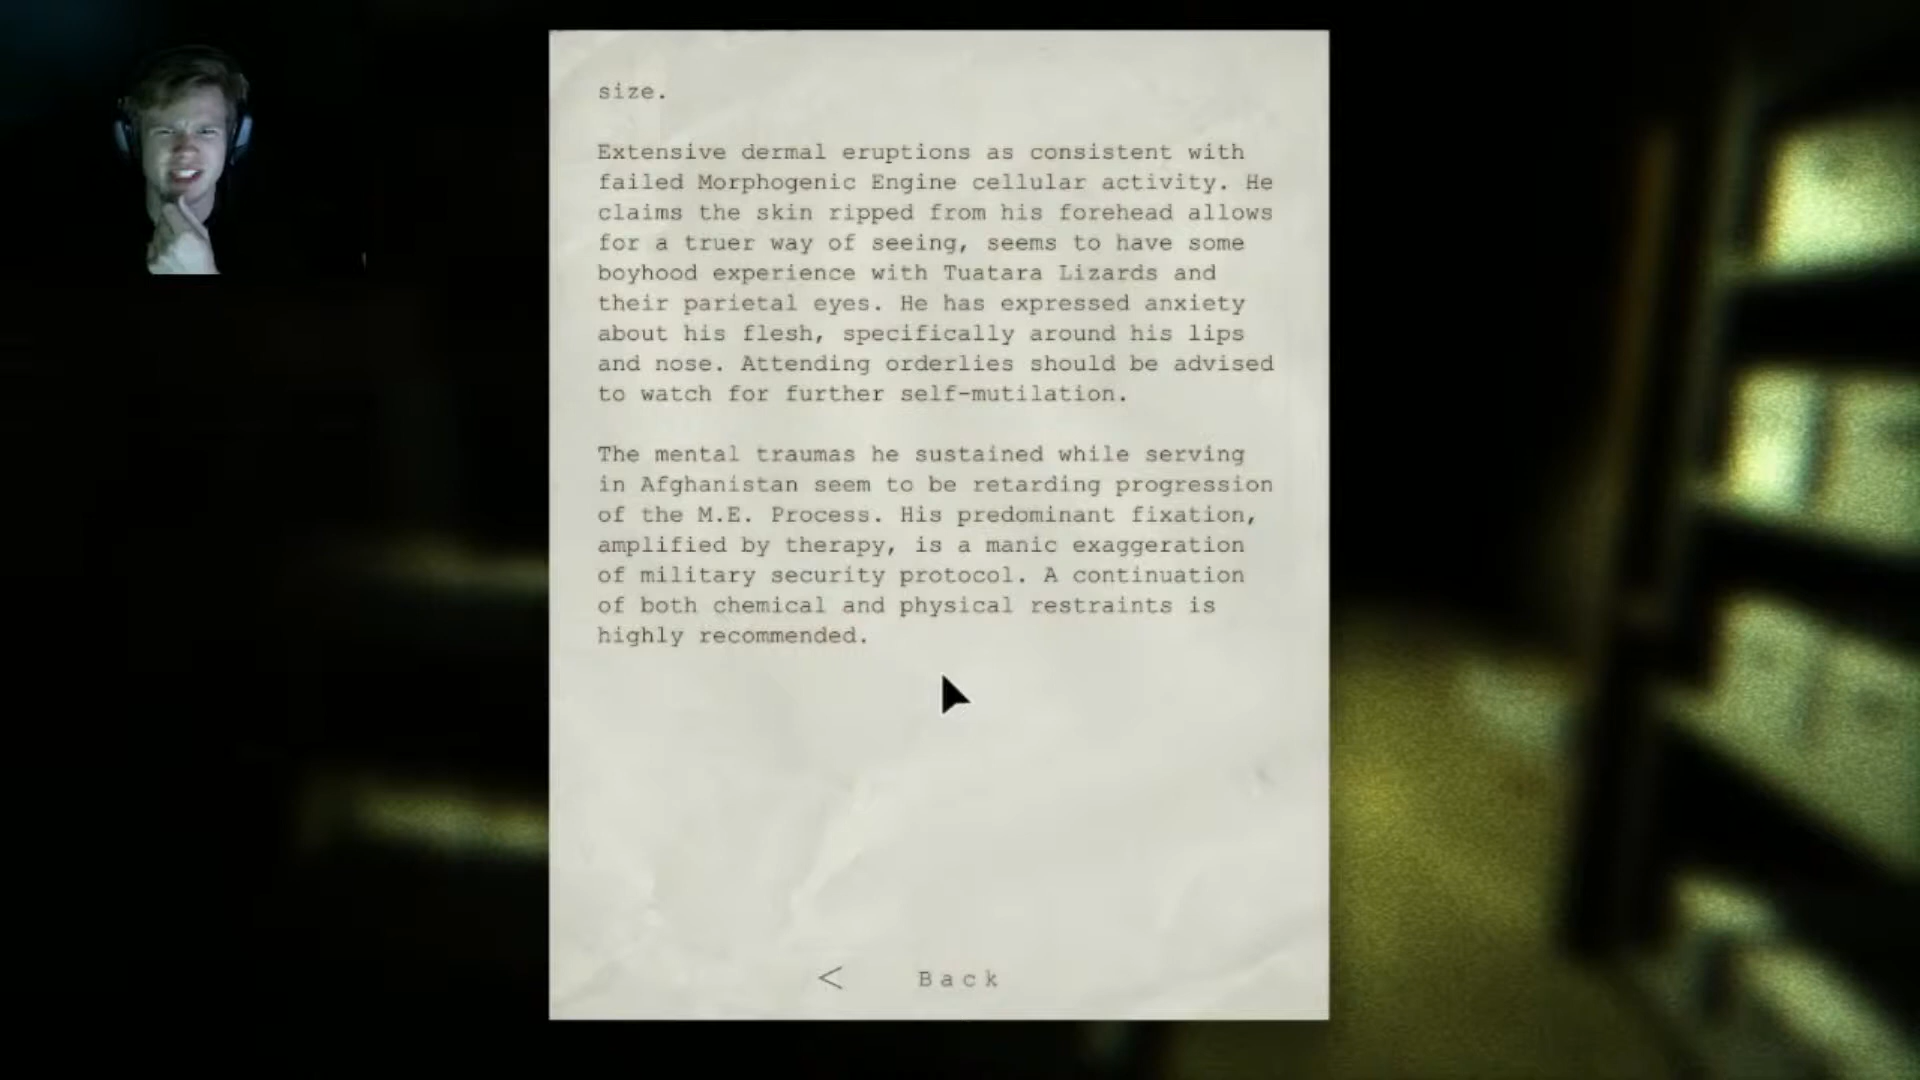 size.
Extensive dermal eruptions as consistent with
failed Morphogenic Engine cellular activity. He
claims the skin ripped from his forehead allows
for a truer way of seeing, seems to have some
boyhood experience with Tuatara Lizards and
their parietal eyes. He has expressed anxiety
about his flesh, specifically around his lips
and nose. Attending orderlies should be advised
to watch for further self-mutilation.
The mental traumas he sustained while serving
in Afghanistan seem to be retarding progression
of the M.E. Process. His predominant fixation,
amplified by therapy, is a manic exaggeration
of military security protocol. A continuation
of both chemical and physical restraints is
highly recommended.
< Back